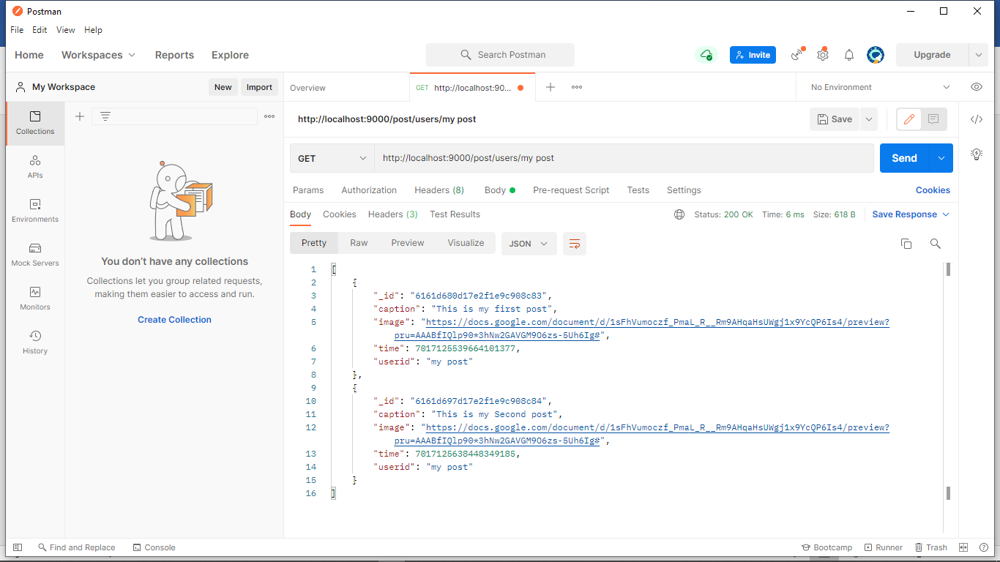 Postman
File Edit View Help
Home Workspaces Reports Explore Search Postman Invite Upgrade
My Workspace New Import Overview GET http://localhost:90... No Environment
http://localhost:9000/post/users/my post Save
Collections
APIs
Environments
Mock Servers
Monitors
History
You don't have any collections
Collections let you group related requests,
making them easier to access and run.
Create Collection
GET http://localhost:9000/post/users/my post Send
Params Authorization Headers (8) Body Pre-request Script Tests Settings Cookies
Body Cookies Headers (3) Test Results Status: 200 OK Time: 6 ms Size: 618 B Save Response
Pretty Raw Preview Visualize JSON
1 [
2 {
3 "_id": "6161d680d17e2f1e9c908c83",
4 "caption": "This is my first post",
5 "image": "https://docs.google.com/document/d/1sFhVumoczf_PmaL_R__Rm9AHqaHsUWgj1x9YcQP6Is4/preview?
pru=AAABfIQlp90*3hNw2GAVGM9O6zs-5Uh6Ig#",
6 "time": 7017125539664101377,
7 "userid": "my post"
8 },
9 {
10 "_id": "6161d697d17e2f1e9c908c84",
11 "caption": "This is my Second post",
12 "image": "https://docs.google.com/document/d/1sFhVumoczf_PmaL_R__Rm9AHqaHsUWgj1x9YcQP6Is4/preview?
pru=AAABfIQlp90*3hNw2GAVGM9O6zs-5Uh6Ig#",
13 "time": 7017125638448349185,
14 "userid": "my post"
15 }
16 ]
Find and Replace Console Bootcamp Runner Trash